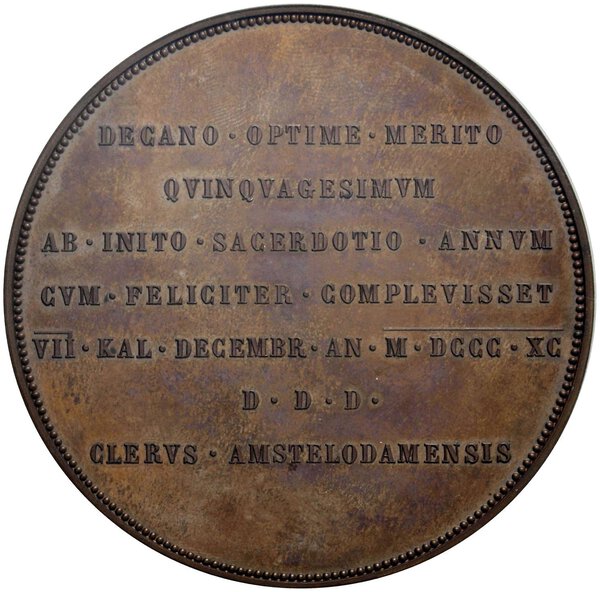 DECANO · OPTIME · MERITO
QVINQVAGESIMVM
AB · INITO · SACERDOTIO · ANNVM
CVM · FELICITER · COMPLEVISSET
VII · KAL · DECEMBR · AN · M · DCCC · XC
D · D · D ·
CLERVS · AMSTELODAMENSIS